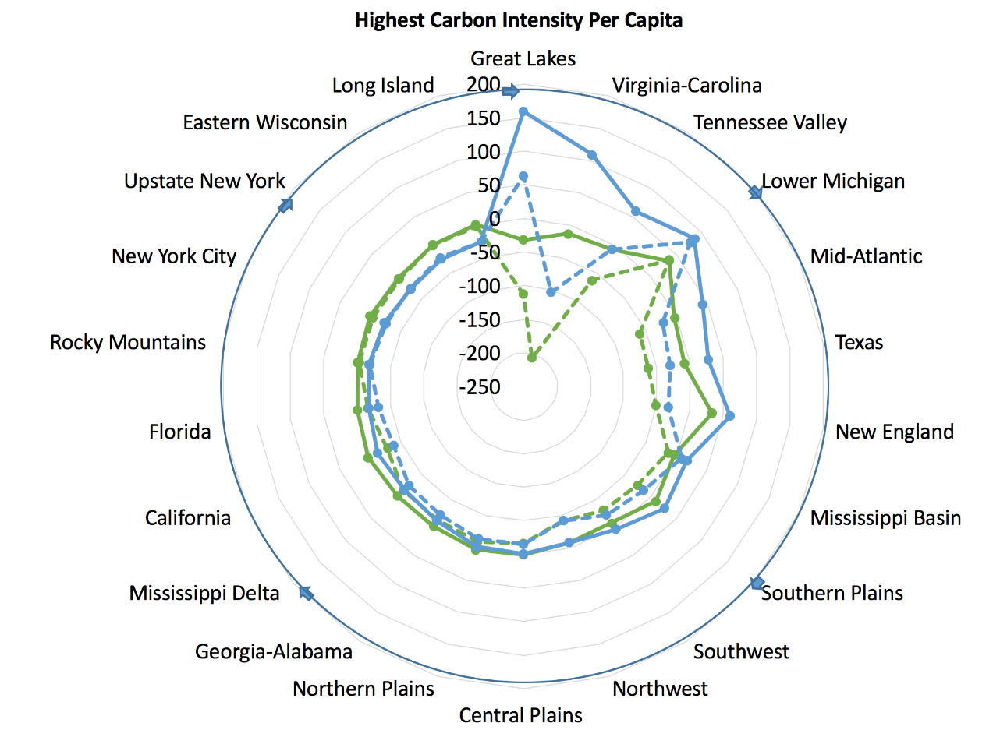 Highest Carbon Intensity Per Capita
Great Lakes
Virginia-Carolina
Tennessee Valley
Lower Michigan
Mid-Atlantic
Texas
New England
Mississippi Basin
Southern Plains
Southwest
Northwest
Central Plains
Northern Plains
Georgia-Alabama
Mississippi Delta
California
Florida
Rocky Mountains
New York City
Upstate New York
Eastern Wisconsin
Long Island
200
150
100
50
0
-50
-100
-150
-200
-250